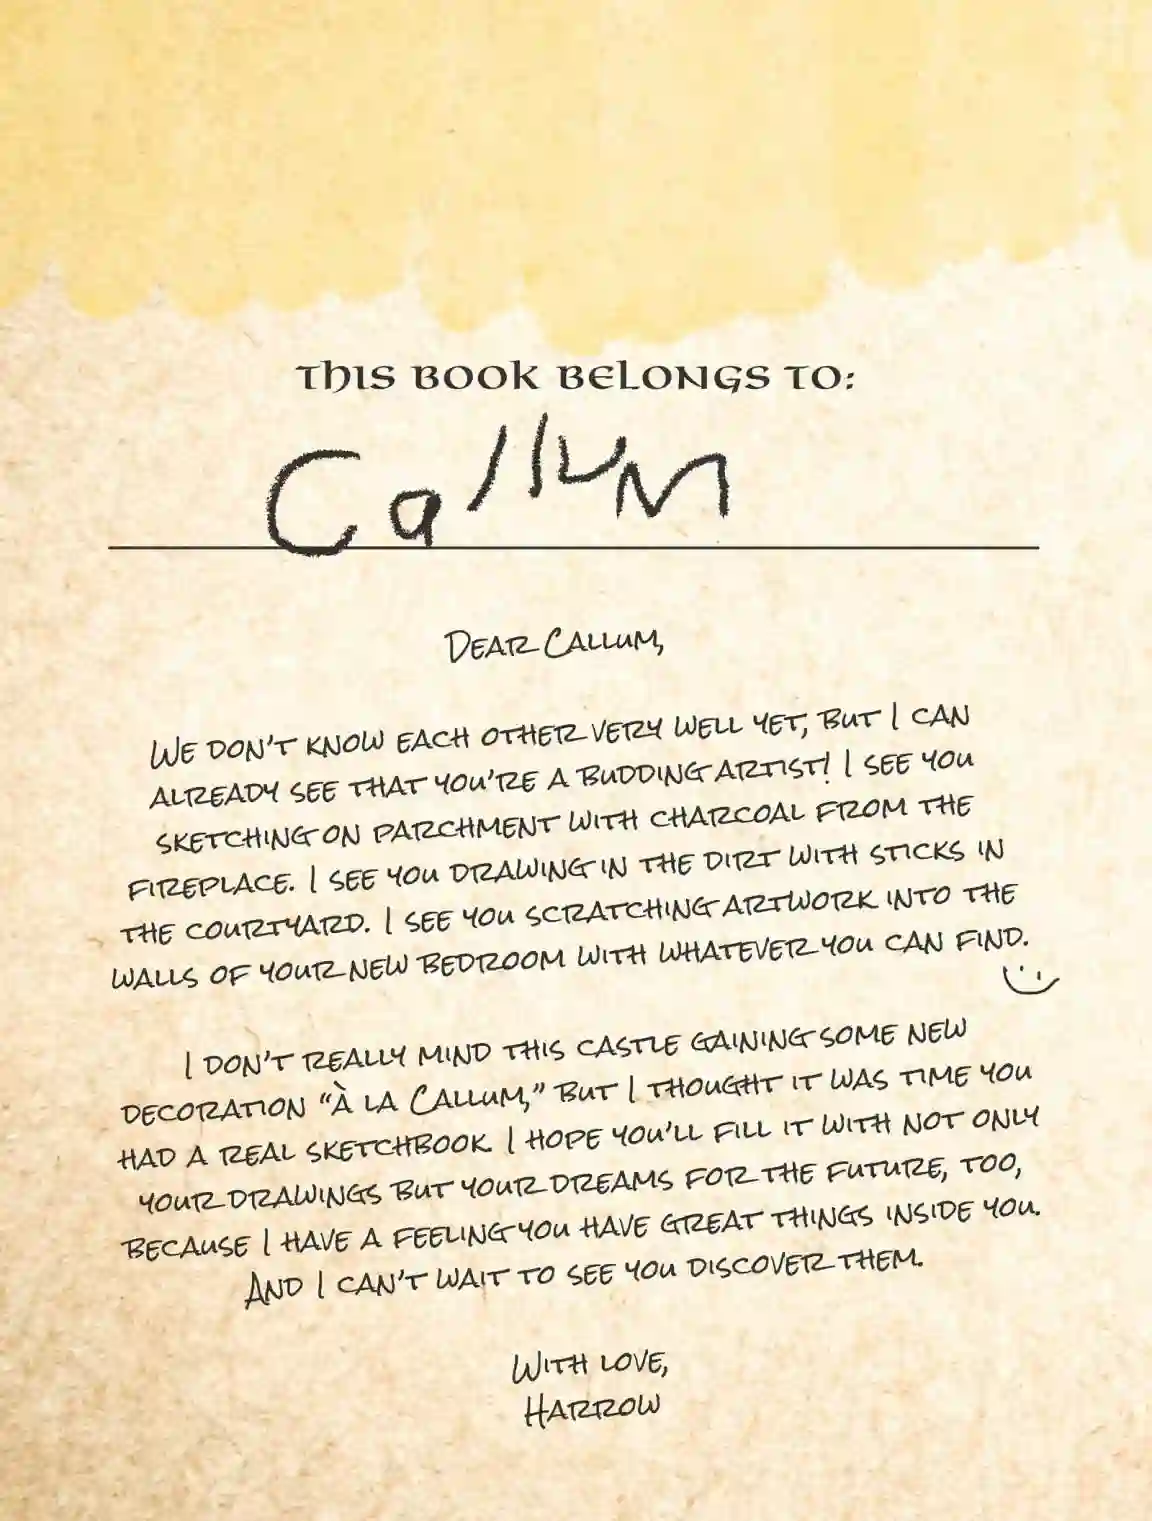 THIS BOOK BELONGS TO:
Callum
DEAR CALLUM,
WE DON'T KNOW EACH OTHER VERY WELL YET, BUT I CAN
ALREADY SEE THAT YOU'RE A BUDDING ARTIST! I SEE YOU
SKETCHING ON PARCHMENT WITH CHARCOAL FROM THE
FIREPLACE. I SEE YOU DRAWING IN THE DIRT WITH STICKS IN
THE COURTYARD. I SEE YOU SCRATCHING ARTWORK INTO THE
WALLS OF YOUR NEW BEDROOM WITH WHATEVER YOU CAN FIND.
I DON'T REALLY MIND THIS CASTLE GAINING SOME NEW
DECORATION “À LA CALLUM,” BUT I THOUGHT IT WAS TIME YOU
HAD A REAL SKETCHBOOK. I HOPE YOU'LL FILL IT WITH NOT ONLY
YOUR DRAWINGS BUT YOUR DREAMS FOR THE FUTURE, TOO,
BECAUSE I HAVE A FEELING YOU HAVE GREAT THINGS INSIDE YOU.
AND I CAN'T WAIT TO SEE YOU DISCOVER THEM.
WITH LOVE,
HARROW